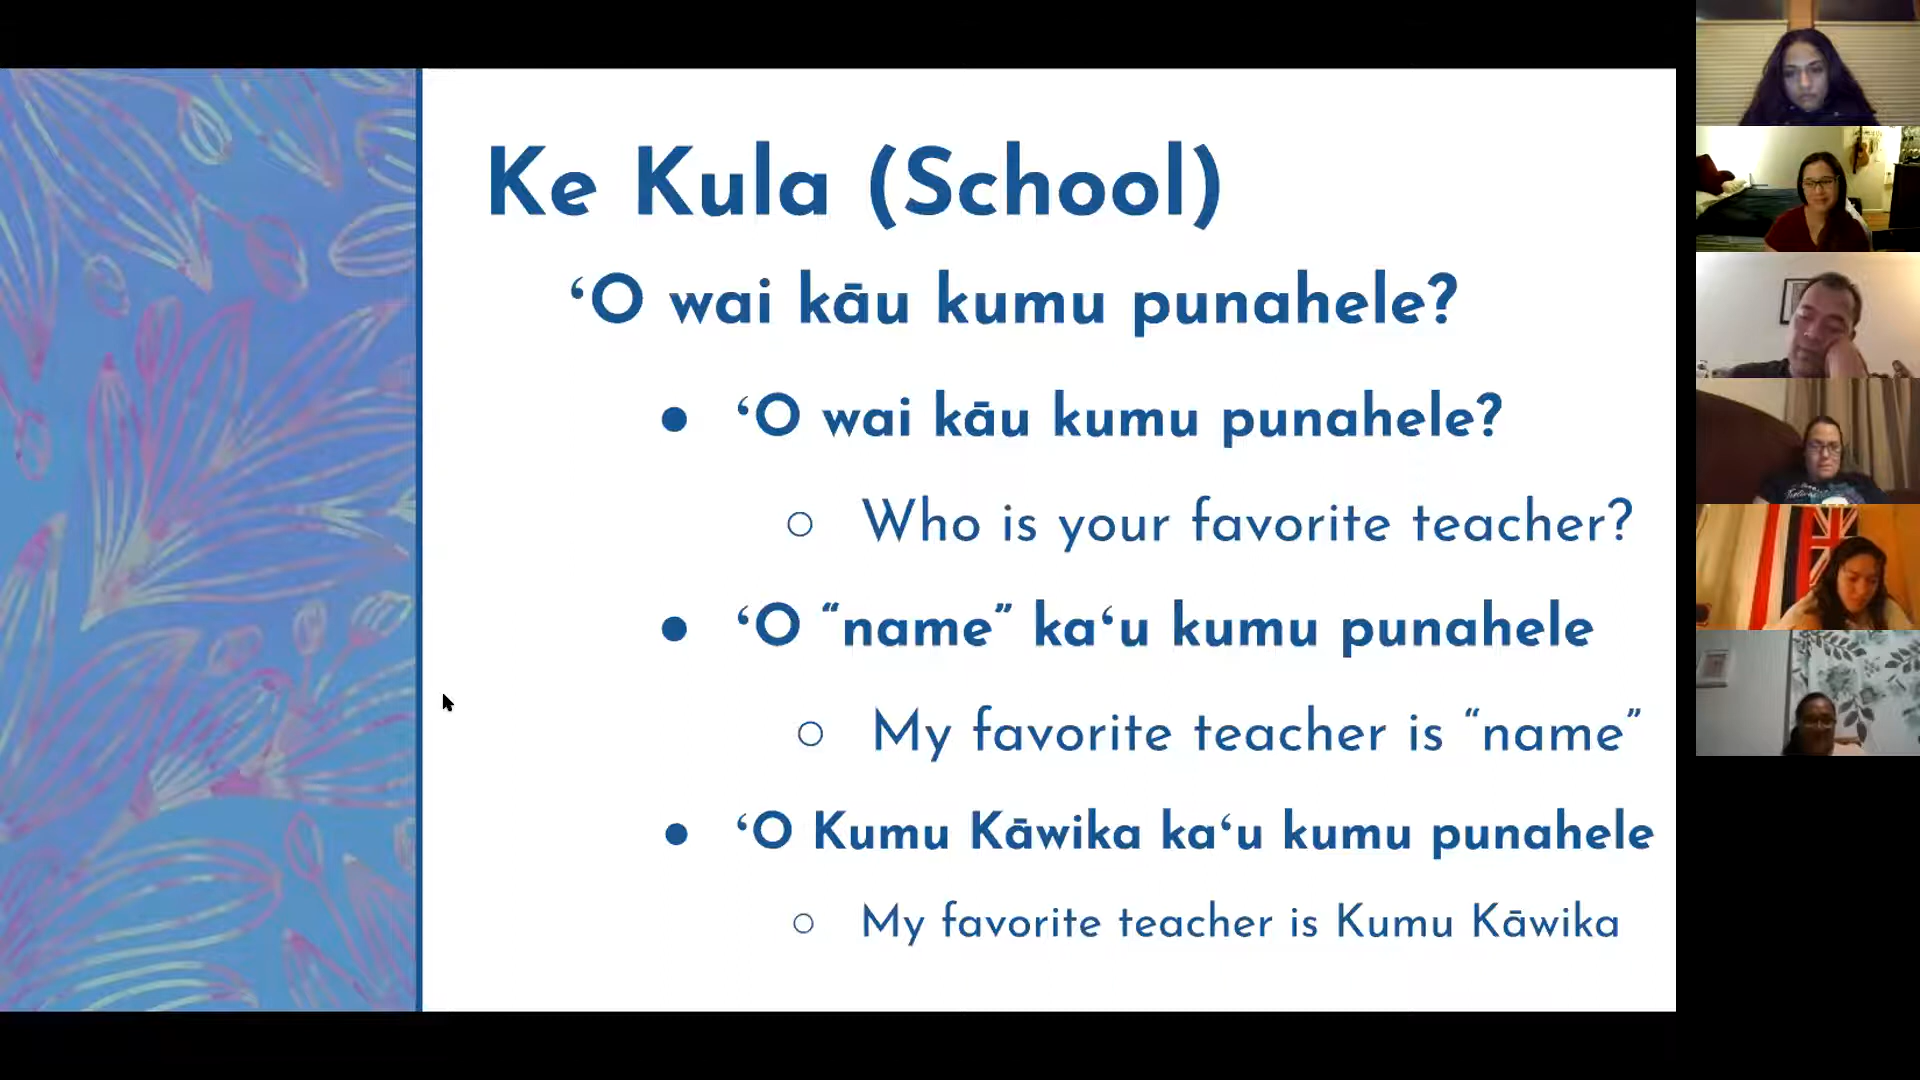 Ke Kula (School)
ʻO wai kāu kumu punahele?
● ʻO wai kāu kumu punahele?
○ Who is your favorite teacher?
● ʻO “name” kaʻu kumu punahele
○ My favorite teacher is “name”
● ʻO Kumu Kāwika kaʻu kumu punahele
○ My favorite teacher is Kumu Kāwika